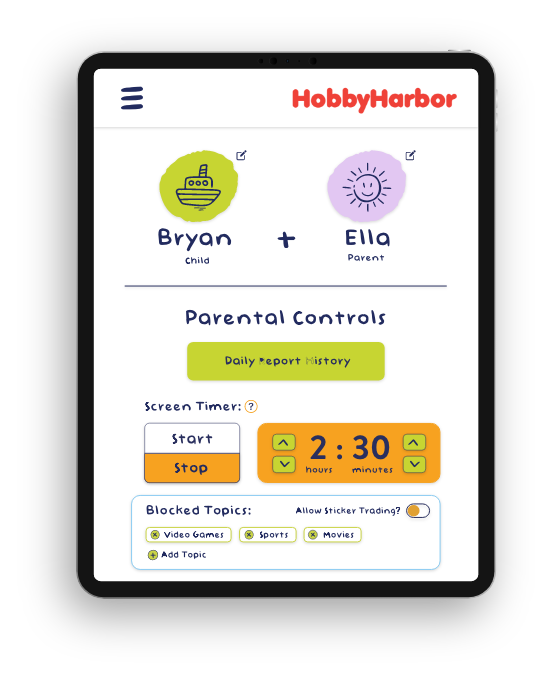 HobbyHarbor
Bryan + Ella
Child Parent
Parental Controls
Daily Report History
Screen Timer: ?
Start
Stop
2 : 30
hours minutes
Blocked Topics: Allow Sticker Trading?
Video Games Sports Movies
Add Topic